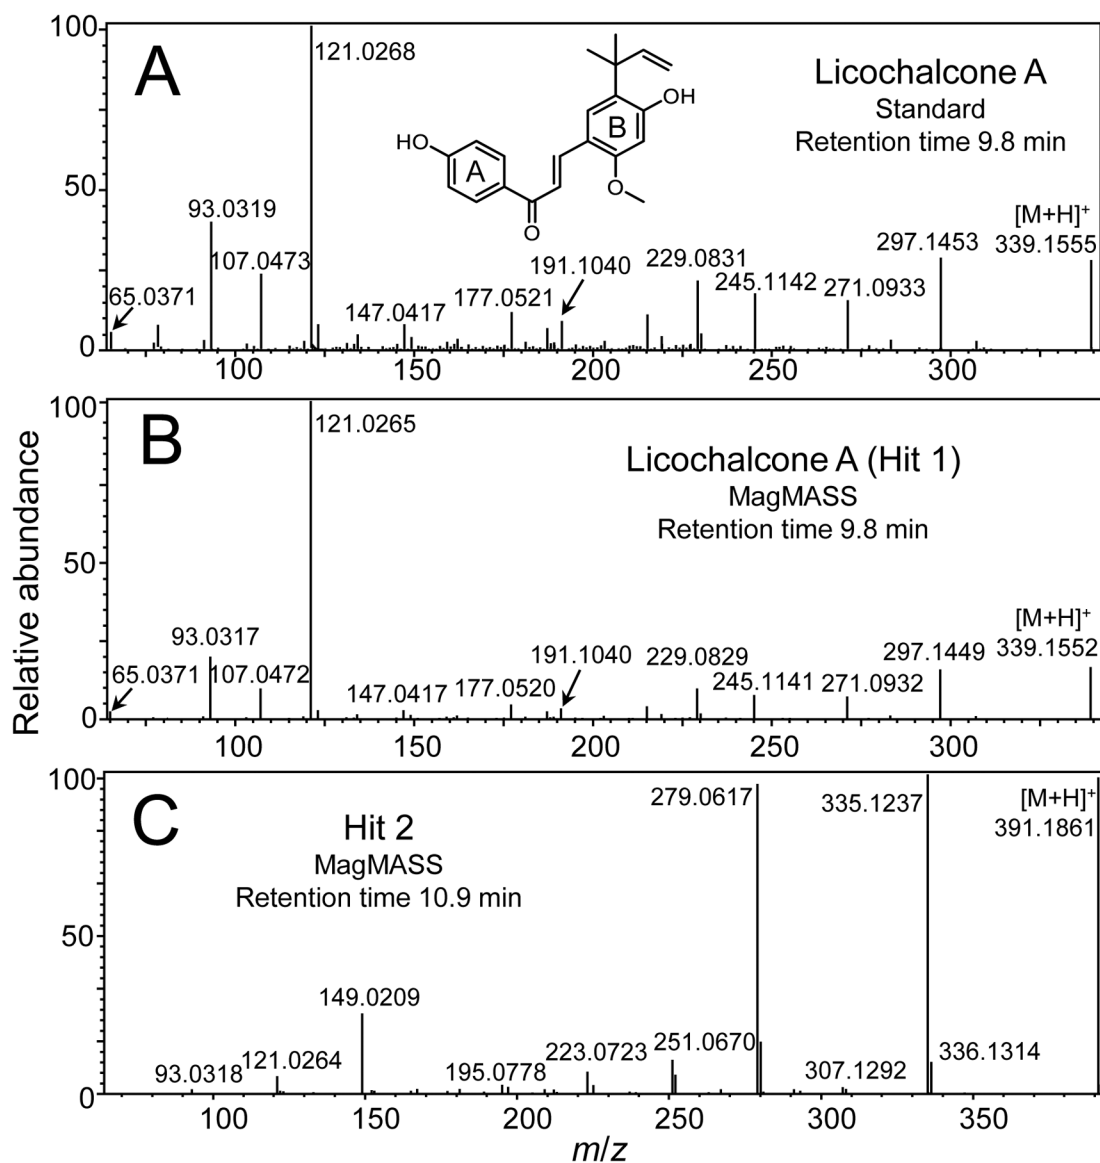 A
Licochalcone A
Standard
Retention time 9.8 min
121.0268
HO
A
O
B
OH
O
93.0319
107.0473
65.0371
147.0417
177.0521
191.1040
229.0831
245.1142
271.0933
297.1453
[M+H]+
339.1555
100
50
0
100 150 200 250 300
B
Licochalcone A (Hit 1)
MagMASS
Retention time 9.8 min
121.0265
93.0317
65.0371
107.0472
147.0417
177.0520
191.1040
229.0829
245.1141
271.0932
297.1449
[M+H]+
339.1552
100
50
0
100 150 200 250 300
Relative abundance
C
Hit 2
MagMASS
Retention time 10.9 min
279.0617
335.1237
[M+H]+
391.1861
149.0209
93.0318
121.0264
195.0778
223.0723
251.0670
307.1292
336.1314
100
50
0
100 150 200 250 300 350
m/z